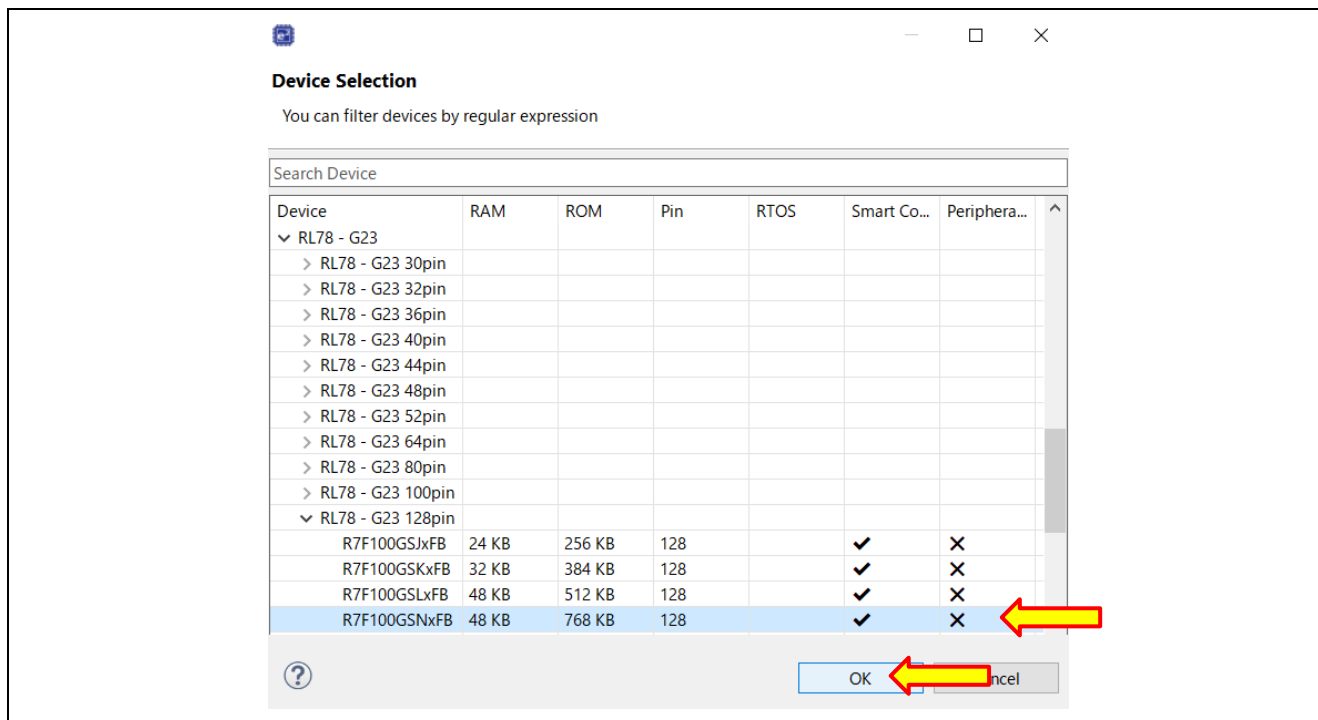 Device Selection
You can filter devices by regular expression
Search Device
Device RAM ROM Pin RTOS Smart Co... Periphera...
RL78 - G23
RL78 - G23 30pin
RL78 - G23 32pin
RL78 - G23 36pin
RL78 - G23 40pin
RL78 - G23 44pin
RL78 - G23 48pin
RL78 - G23 52pin
RL78 - G23 64pin
RL78 - G23 80pin
RL78 - G23 100pin
RL78 - G23 128pin
R7F100GSJxFB 24 KB 256 KB 128 ✔ ✕
R7F100GSKxFB 32 KB 384 KB 128 ✔ ✕
R7F100GSLxFB 48 KB 512 KB 128 ✔ ✕
R7F100GSNxFB 48 KB 768 KB 128 ✔ ✕
? OK ncel